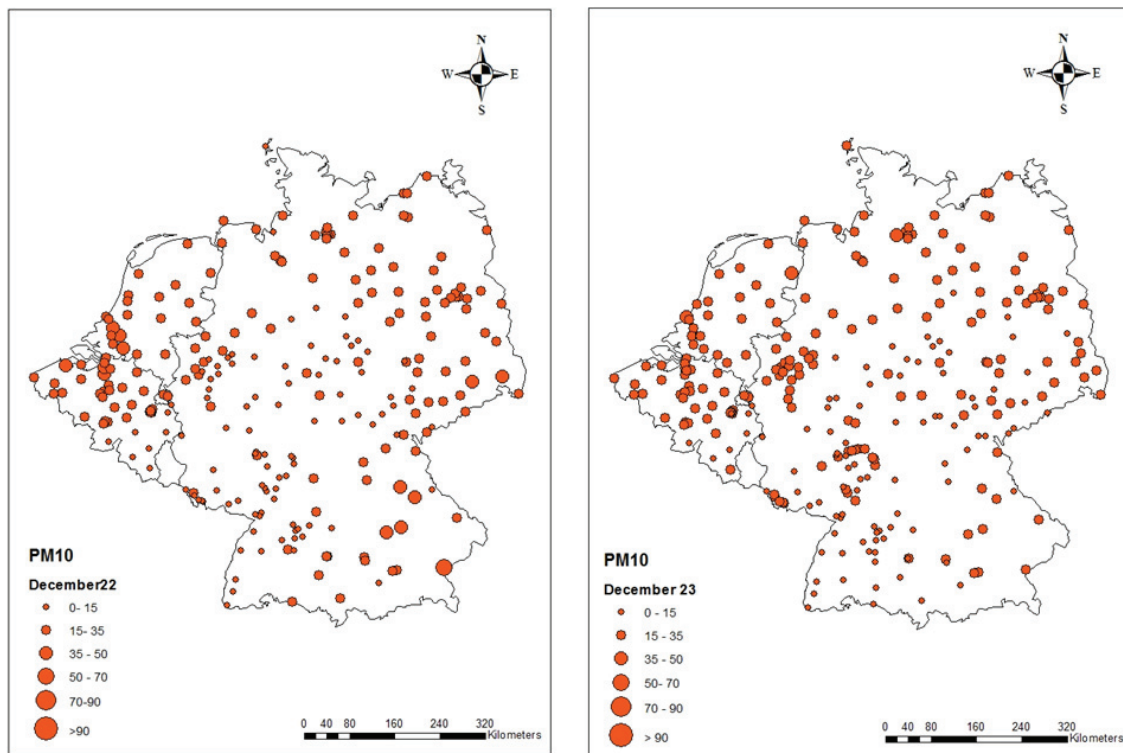 N
W E
S
PM10
December22
0- 15
15- 35
35 - 50
50 - 70
70-90
>90
0 40 80 160 240 320
Kilometers
N
W E
S
PM10
December 23
0 - 15
15 - 35
35 - 50
50- 70
70 - 90
> 90
0 40 80 160 240 320
Kilometers